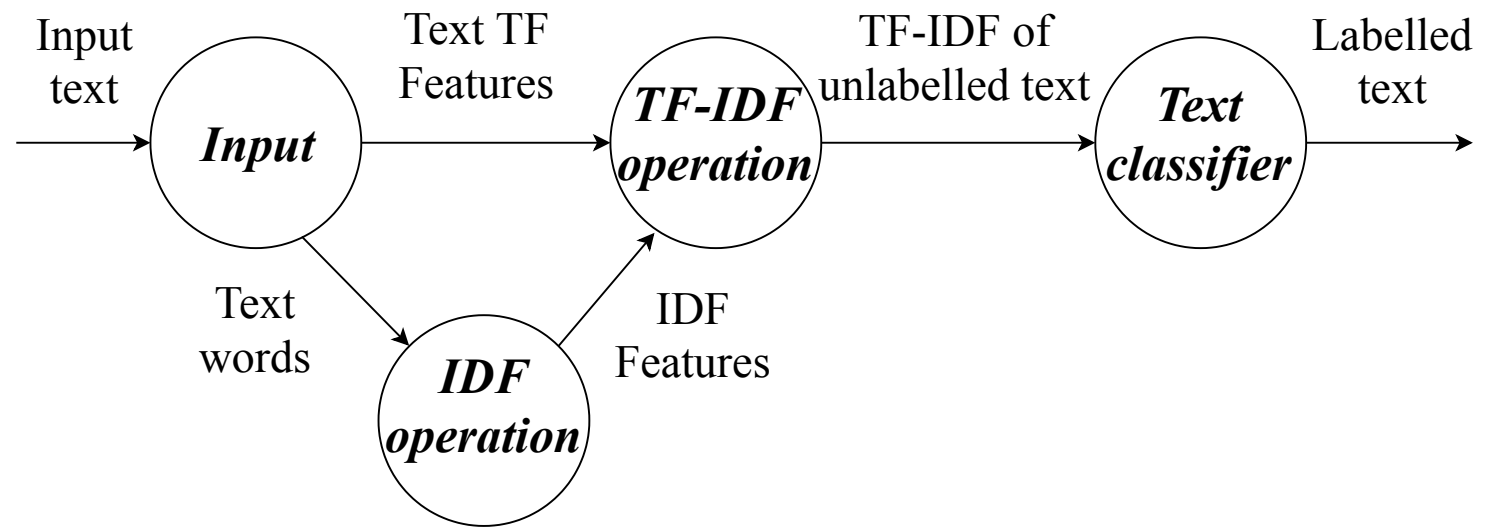 Input
text
Text TF
Features
TF-IDF of
unlabelled text
Labelled
text
Input
TF-IDF
operation
Text
classifier
Text
words
IDF
Features
IDF
operation